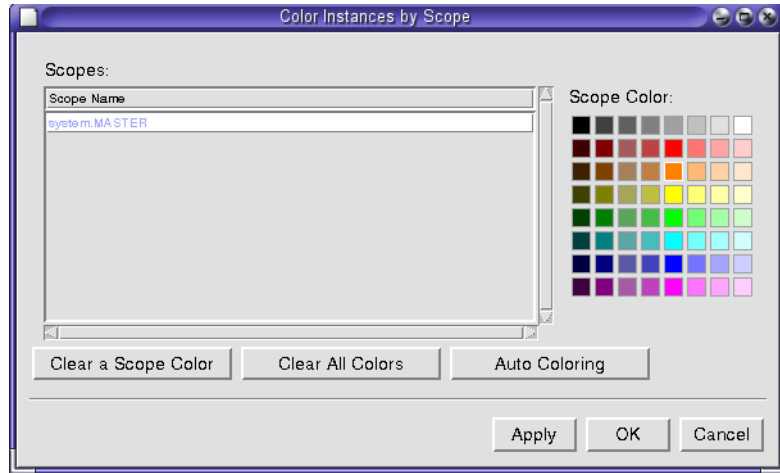 Color Instances by Scope
Scopes:
Scope Name
system.MASTER
Scope Color:
Clear a Scope Color
Clear All Colors
Auto Coloring
Apply
OK
Cancel